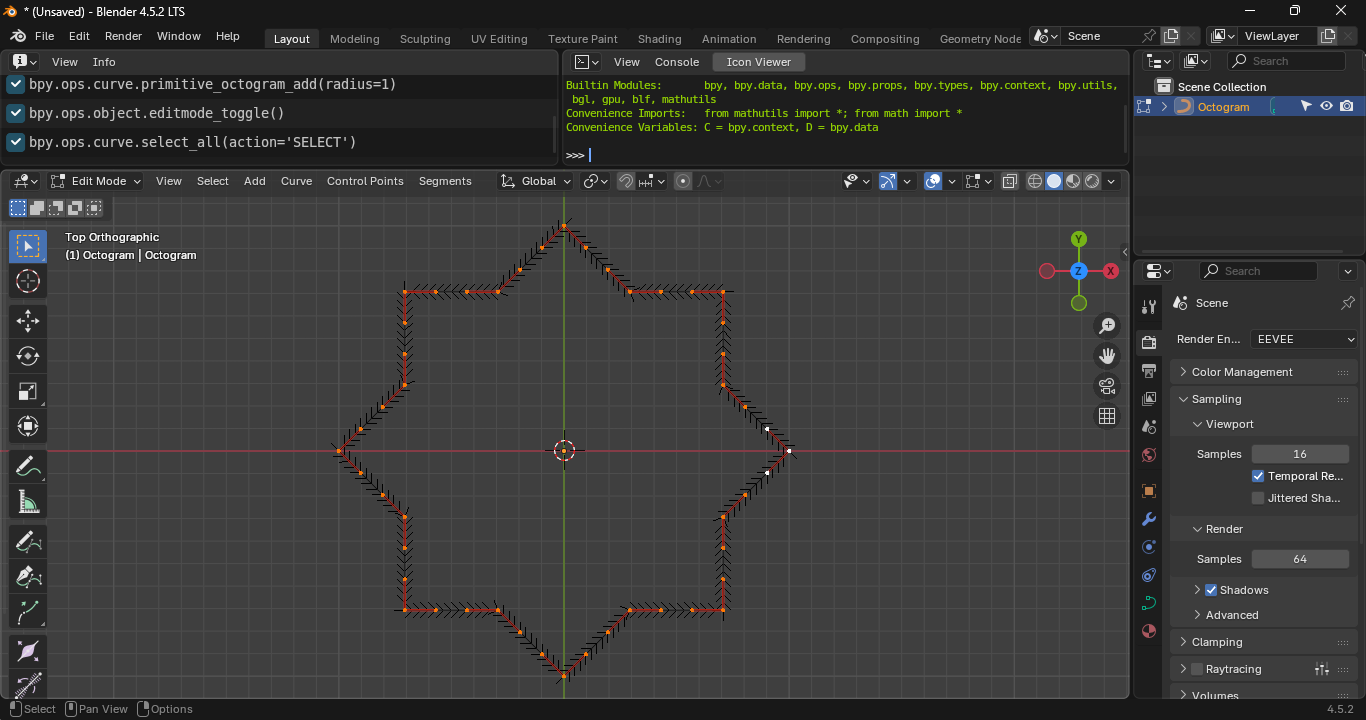 * (Unsaved) - Blender 4.5.2 LTS
File Edit Render Window Help
Layout Modeling Sculpting UV Editing Texture Paint Shading Animation Rendering Compositing Geometry Node
Scene
ViewLayer
View Info
bpy.ops.curve.primitive_octogram_add(radius=1)
bpy.ops.object.editmode_toggle()
bpy.ops.curve.select_all(action='SELECT')
View Console Icon Viewer
Builtin Modules: bpy, bpy.data, bpy.ops, bpy.props, bpy.types, bpy.context, bpy.utils,
bgl, gpu, blf, mathutils
Convenience Imports: from mathutils import *; from math import *
Convenience Variables: C = bpy.context, D = bpy.data
>>>
Search
Scene Collection
Octogram
Edit Mode View Select Add Curve Control Points Segments Global
Top Orthographic
(1) Octogram | Octogram
Y
Z
X
Search
Scene
Render En... EEVEE
Color Management
Sampling
Viewport
Samples 16
Temporal Re...
Jittered Sha...
Render
Samples 64
Shadows
Advanced
Clamping
Raytracing
Volumes
Select Pan View Options
4.5.2